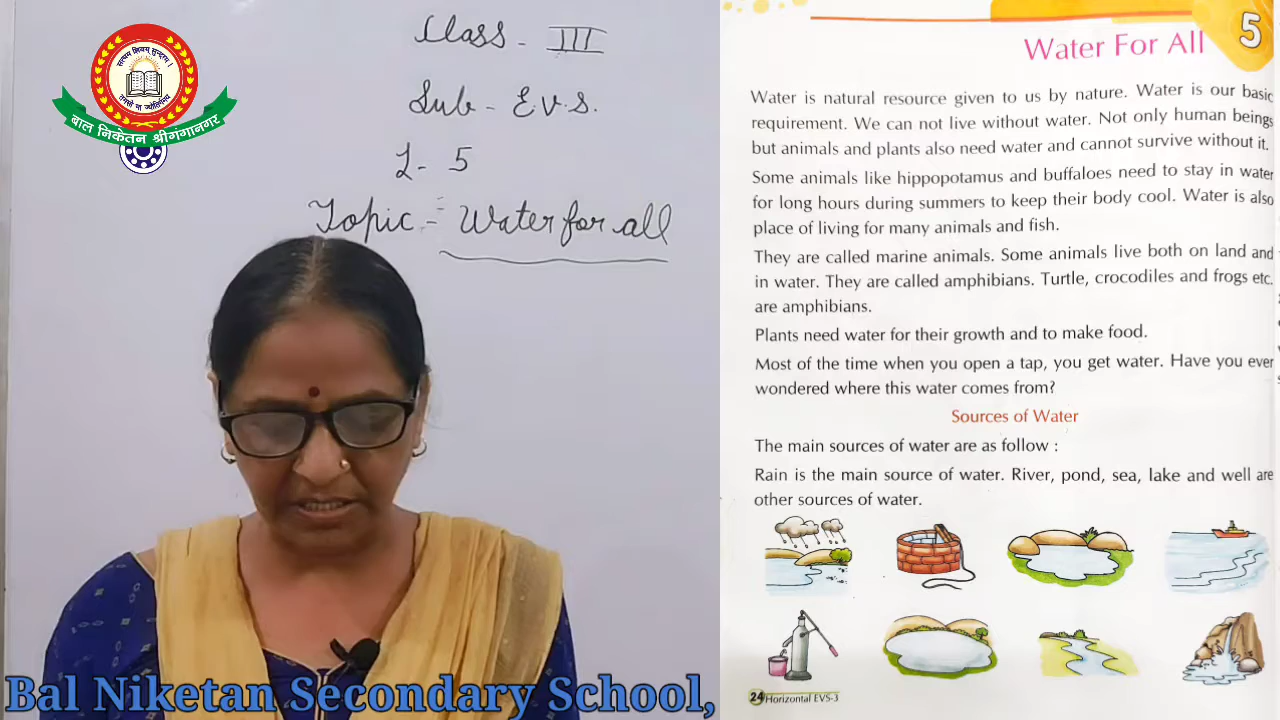 सत्यम् शिवम् सुन्दरम्
तमसो मा ज्योतिर्गमय
बाल निकेतन श्रीगंगानगर
Class - III
Sub - E.V.S.
L - 5
Topic - Water for all
Bal Niketan Secondary School,
5
Water For All
Water is natural resource given to us by nature. Water is our basic
requirement. We can not live without water. Not only human beings
but animals and plants also need water and cannot survive without it.
Some animals like hippopotamus and buffaloes need to stay in water
for long hours during summers to keep their body cool. Water is also
place of living for many animals and fish.
They are called marine animals. Some animals live both on land and
in water. They are called amphibians. Turtle, crocodiles and frogs etc.
are amphibians.
Plants need water for their growth and to make food.
Most of the time when you open a tap, you get water. Have you ever
wondered where this water comes from?
Sources of Water
The main sources of water are as follow :
Rain is the main source of water. River, pond, sea, lake and well are
other sources of water.
24 Horizontal EVS-3